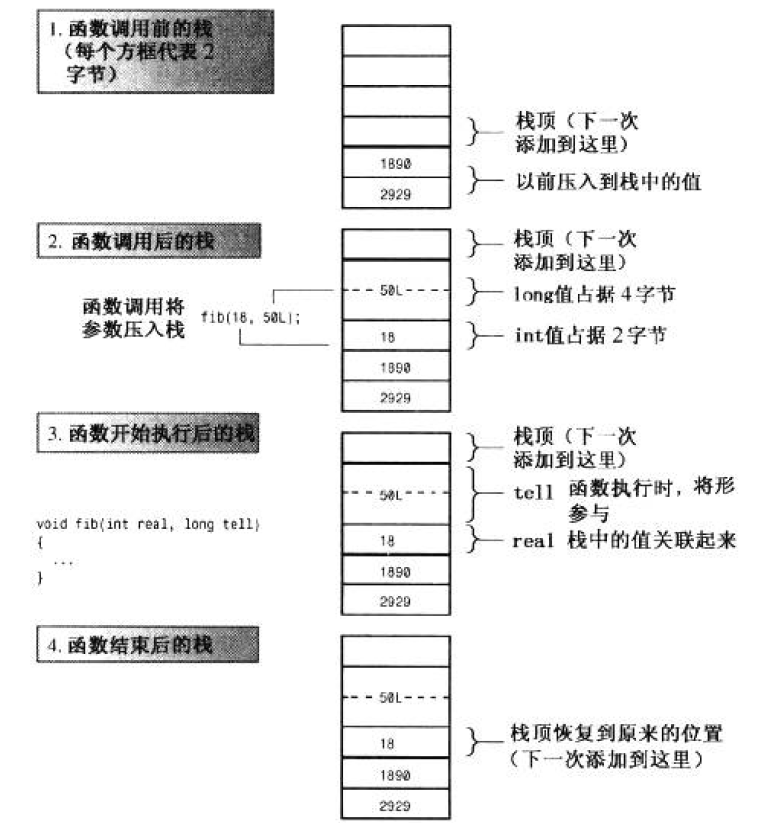 1. 函数调用前的栈
（每个方框代表 2
字节）
栈顶（下一次
添加到这里）
1890
以前压入到栈中的值
2929
2. 函数调用后的栈
栈顶（下一次
添加到这里）
50L
long值占据 4 字节
函数调用将
参数压入栈
fib(18, 50L);
18
int值占据 2 字节
1890
2929
3. 函数开始执行后的栈
栈顶（下一次
添加到这里）
50L
tell 函数执行时，将形
参与
void fib(int real, long tell)
{
...
}
18
real 栈中的值关联起来
1890
2929
4. 函数结束后的栈
50L
18
栈顶恢复到原来的位置
（下一次添加到这里）
1890
2929